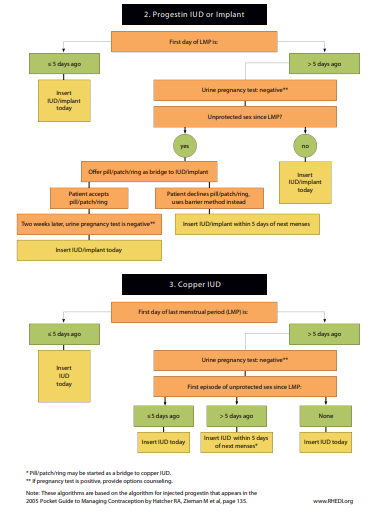 2. Progestin IUD or Implant
First day of LMP is:
≤ 5 days ago
> 5 days ago
Insert
IUD/implant
today
Urine pregnancy test: negative**
Unprotected sex since LMP?
yes
no
Offer pill/patch/ring as bridge to IUD/implant
Insert
IUD/implant
today
Patient accepts
pill/patch/ring
Patient declines pill/patch/ring,
uses barrier method instead
Two weeks later, urine pregnancy test is negative**
Insert IUD/implant within 5 days of next menses
Insert IUD/implant today
3. Copper IUD
First day of last menstrual period (LMP) is:
≤ 5 days ago
> 5 days ago
Insert
IUD
today
Urine pregnancy test: negative**
First episode of unprotected sex since LMP:
≤5 days ago
> 5 days ago
None
Insert IUD today
Insert IUD within 5 days
of next menses*
Insert IUD today
* Pill/patch/ring may be started as a bridge to copper IUD.
** If pregnancy test is positive, provide options counseling.
Note: These algorithms are based on the algorithm for injected progestin that appears in the
2005 Pocket Guide to Managing Contraception by Hatcher RA, Zieman M et al, page 135.
www.RHEDI.org